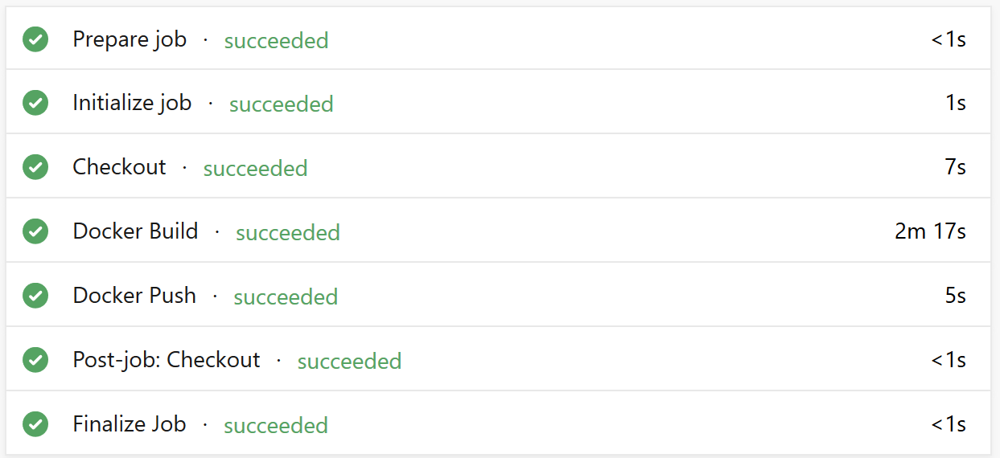 Prepare job · succeeded <1s
Initialize job · succeeded 1s
Checkout · succeeded 7s
Docker Build · succeeded 2m 17s
Docker Push · succeeded 5s
Post-job: Checkout · succeeded <1s
Finalize Job · succeeded <1s